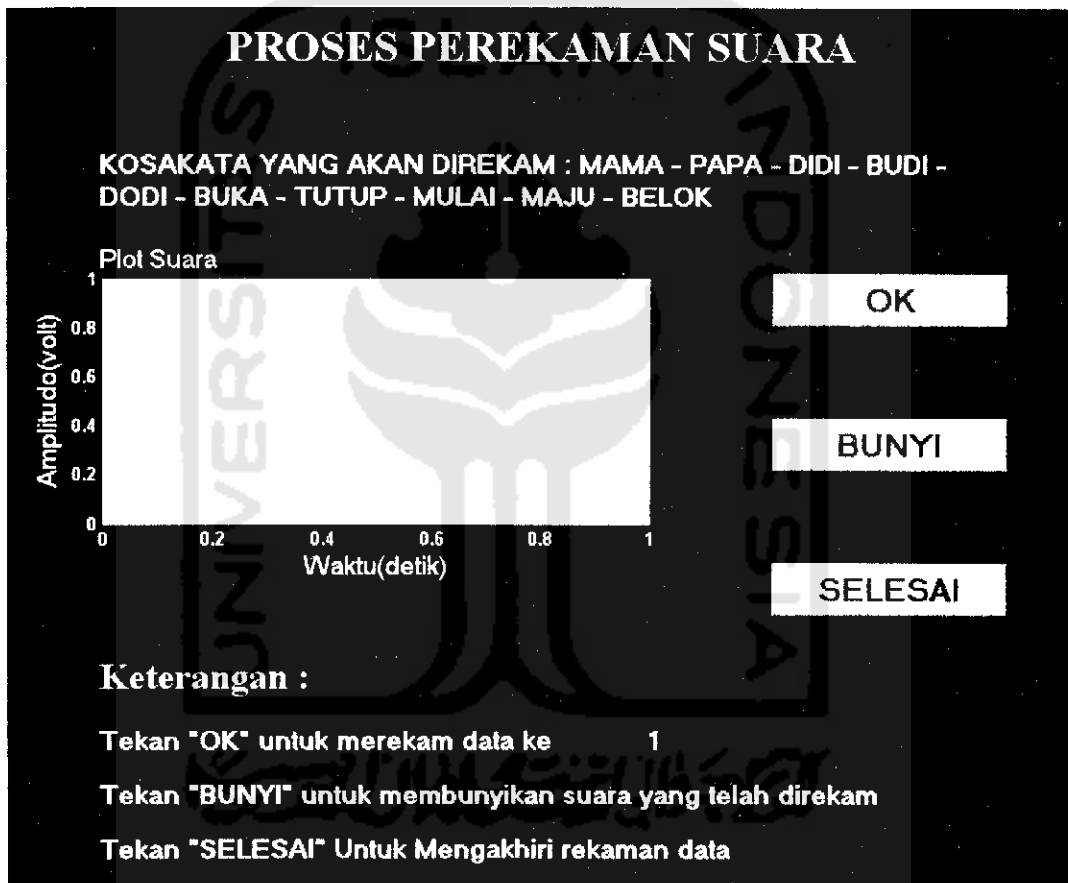 PROSES PEREKAMAN SUARA
KOSAKATA YANG AKAN DIREKAM : MAMA - PAPA - DIDI - BUDI -
DODI - BUKA - TUTUP - MULAI - MAJU - BELOK
Plot Suara
1
0.8
0.6
0.4
0.2
0
Amplitudo(volt)
0 0.2 0.4 0.6 0.8 1
Waktu(detik)
OK
BUNYI
SELESAI
Keterangan :
Tekan "OK" untuk merekam data ke 1
Tekan "BUNYI" untuk membunyikan suara yang telah direkam
Tekan "SELESAI" Untuk Mengakhiri rekaman data
UNIVERSITAS
ISLAM
INDONESIA